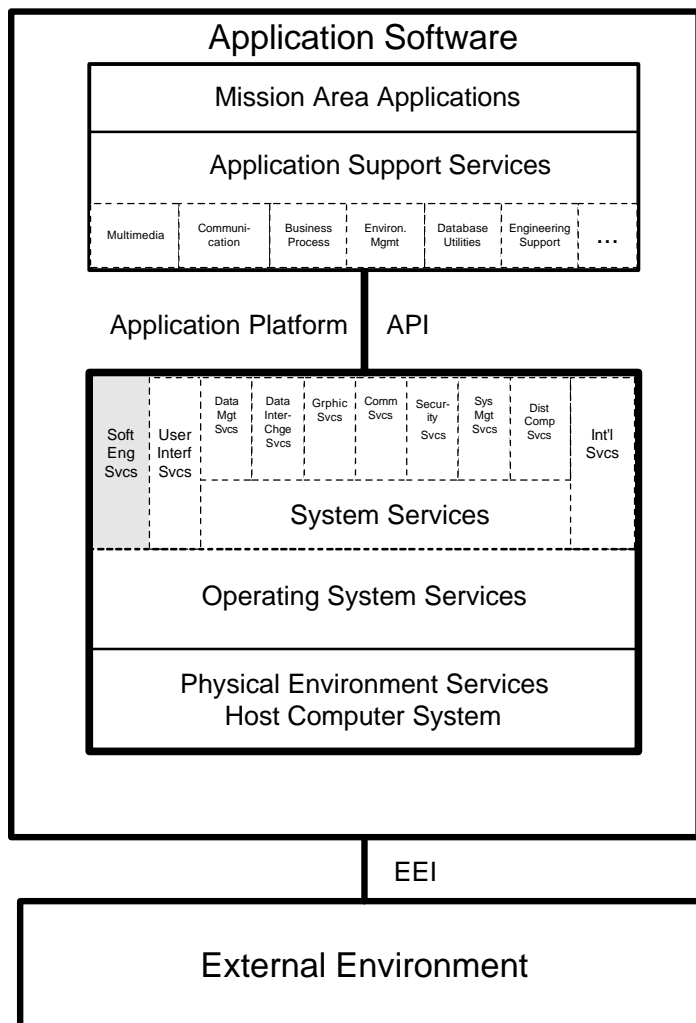 Application Software
Mission Area Applications
Application Support Services
Multimedia
Communi-
cation
Business
Process
Environ.
Mgmt
Database
Utilities
Engineering
Support
...
Application Platform
API
Soft
Eng
Svcs
User
Interf
Svcs
Data
Mgt
Svcs
Data
Inter-
Chge
Svcs
Grphic
Svcs
Comm
Svcs
Secur-
ity
Svcs
Sys
Mgt
Svcs
Dist
Comp
Svcs
Int'l
Svcs
System Services
Operating System Services
Physical Environment Services
Host Computer System
EEI
External Environment